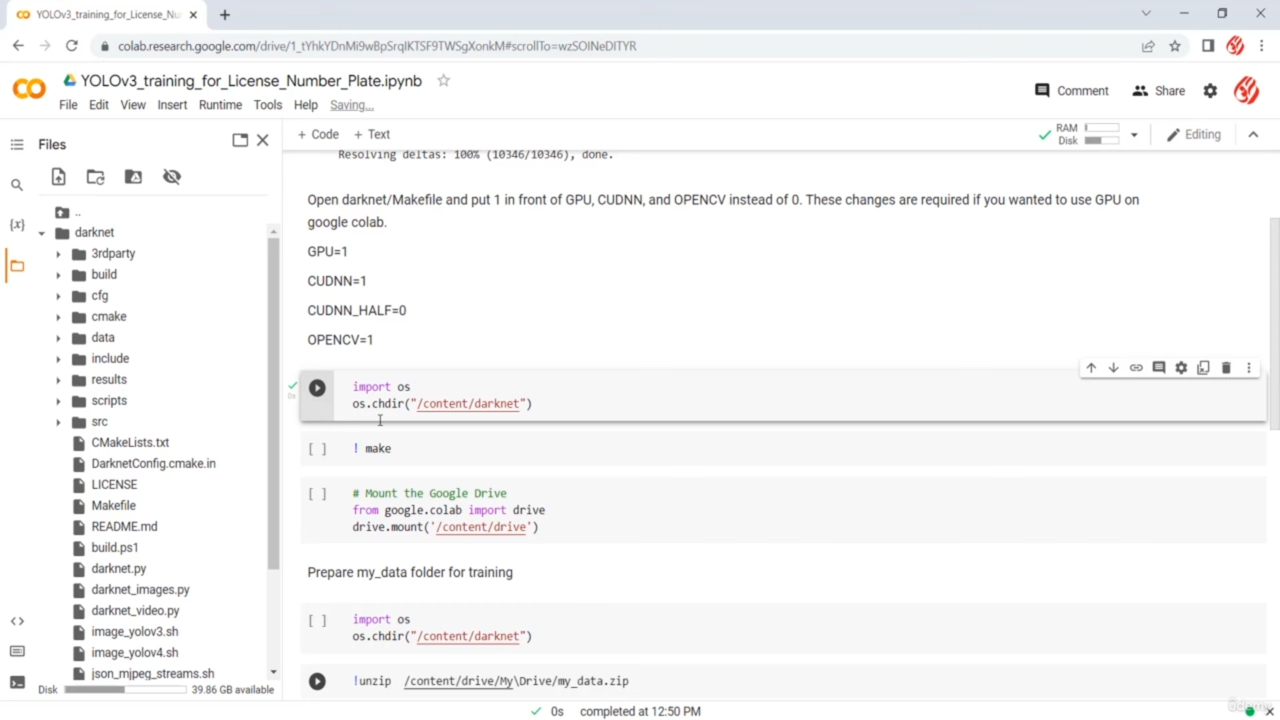 YOLOv3_training_for_License_Nu
colab.research.google.com/drive/1_tYhkYDnMi9wBpSrqIKTSF9TWSgXonkM#scrollTo=wzSOlNeDITYR
YOLOv3_training_for_License_Number_Plate.ipynb
Comment
Share
File Edit View Insert Runtime Tools Help Saving...
Files
+ Code + Text
RAM
Disk
Editing
{x}
..
darknet
3rdparty
build
cfg
cmake
data
include
results
scripts
src
CMakeLists.txt
DarknetConfig.cmake.in
LICENSE
Makefile
README.md
build.ps1
darknet.py
darknet_images.py
darknet_video.py
image_yolov3.sh
image_yolov4.sh
json_mjpeg_streams.sh
Disk 39.86 GB available
Resolving deltas: 100% (10346/10346), done.
Open darknet/Makefile and put 1 in front of GPU, CUDNN, and OPENCV instead of 0. These changes are required if you wanted to use GPU on
google colab.
GPU=1
CUDNN=1
CUDNN_HALF=0
OPENCV=1
0s
import os
os.chdir("/content/darknet")
[ ] ! make
[ ] # Mount the Google Drive
from google.colab import drive
drive.mount('/content/drive')
Prepare my_data folder for training
[ ] import os
os.chdir("/content/darknet")
!unzip /content/drive/My\Drive/my_data.zip
0s completed at 12:50 PM
ûdemy